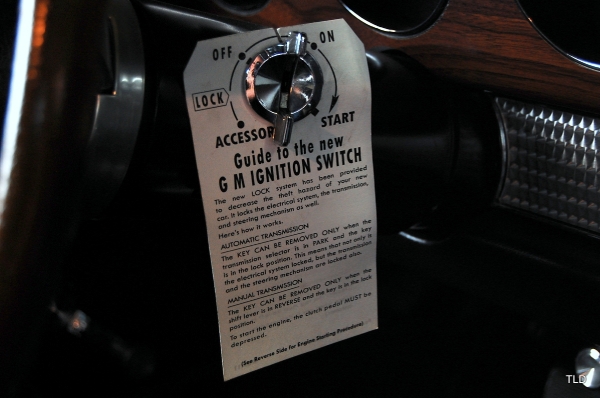 OFF
ON
LOCK
ACCESSOR
START
Guide to the new
G M IGNITION SWITCH
The new LOCK system has been provided
to decrease the theft hazard of your new
car. It locks the electrical system, the transmission,
and steering mechanism as well.
Here's how it works.
AUTOMATIC TRANSMISSION
The KEY CAN BE REMOVED ONLY when the
transmission selector is in PARK and the key
is in the lock position. This means that not only is
the electrical system locked, but the transmission
and the steering mechanism are locked also.
MANUAL TRANSMISSION
The KEY CAN BE REMOVED ONLY when the
shift lever is in REVERSE and the key is in the lock
position.
To start the engine, the clutch pedal MUST be
depressed.
(See Reverse Side for Engine Starting Procedure)
TLD